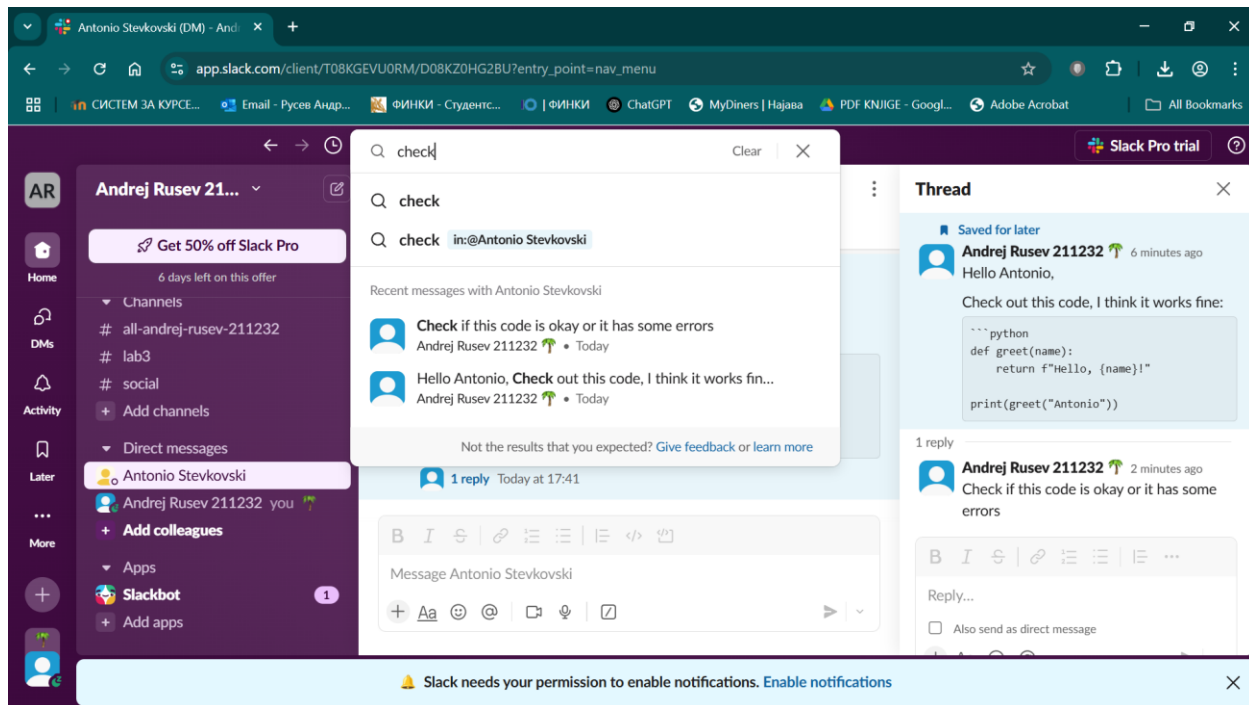 Antonio Stevkovski (DM) - And
app.slack.com/client/T08KGEVU0RM/D08KZ0HG2BU?entry_point=nav_menu
СИСТЕМ ЗА КУРСЕ...
Email - Русев Андр...
ФИНКИ - Студентс...
| ФИНКИ
ChatGPT
MyDiners | Најава
PDF KNJIGE - Googl...
Adobe Acrobat
All Bookmarks
check
Clear
Slack Pro trial
AR
Home
DMs
Activity
Later
More
Andrej Rusev 21...
Get 50% off Slack Pro
6 days left on this offer
Channels
# all-andrej-rusev-211232
# lab3
# social
+ Add channels
Direct messages
Antonio Stevkovski
Andrej Rusev 211232 you
+ Add colleagues
Apps
Slackbot 1
+ Add apps
check
check in:@Antonio Stevkovski
Recent messages with Antonio Stevkovski
Check if this code is okay or it has some errors
Andrej Rusev 211232 • Today
Hello Antonio, Check out this code, I think it works fin...
Andrej Rusev 211232 • Today
Not the results that you expected? Give feedback or learn more
1 reply Today at 17:41
Message Antonio Stevkovski
Aa
Thread
Saved for later
Andrej Rusev 211232 6 minutes ago
Hello Antonio,
Check out this code, I think it works fine:
```python
def greet(name):
    return f"Hello, {name}!"
print(greet("Antonio"))
1 reply
Andrej Rusev 211232 2 minutes ago
Check if this code is okay or it has some
errors
Reply...
Also send as direct message
Slack needs your permission to enable notifications. Enable notifications